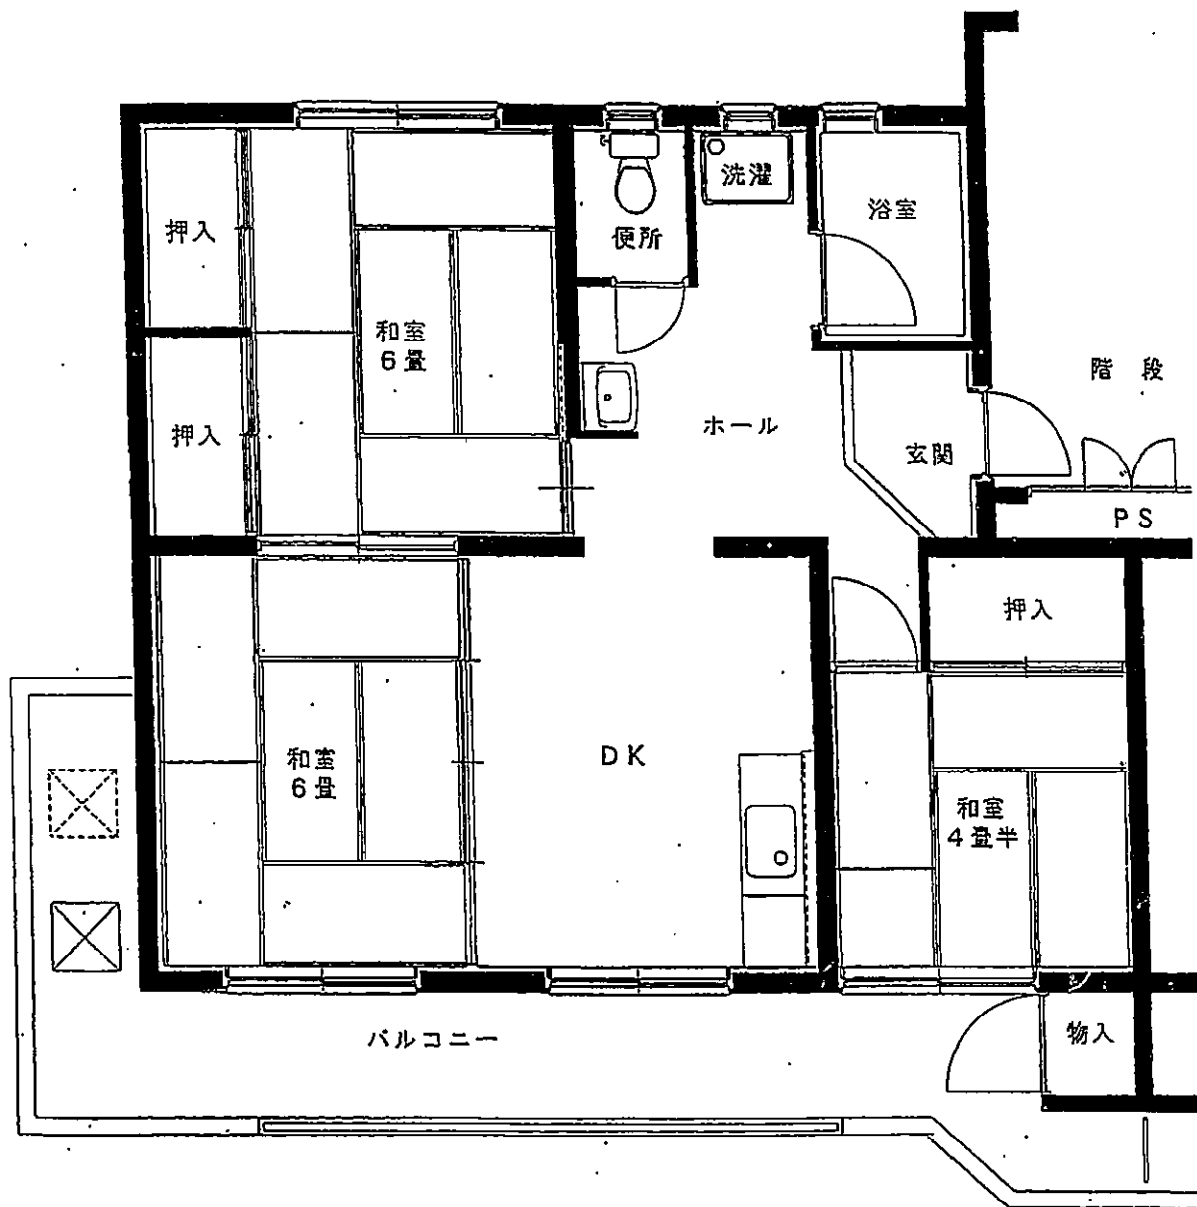 洗濯
浴室
押入
便所
和室
6畳
階段
押入
ホール
玄関
PS
押入
和室
6畳
DK
和室
4畳半
バルコニー
物入